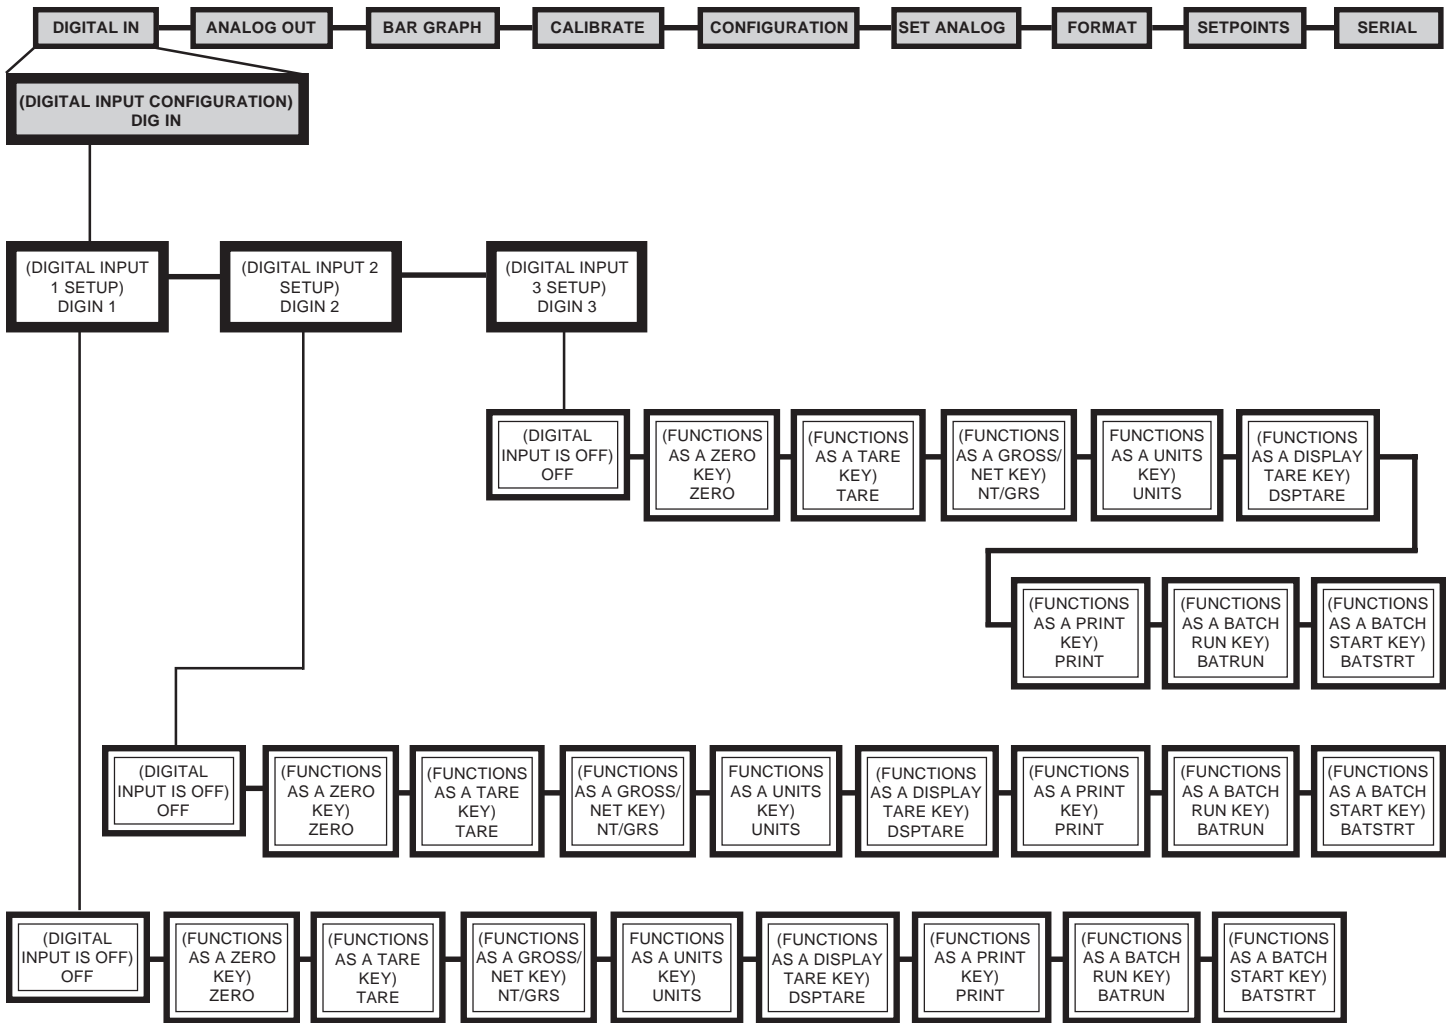 DIGITAL IN
ANALOG OUT
BAR GRAPH
CALIBRATE
CONFIGURATION
SET ANALOG
FORMAT
SETPOINTS
SERIAL
(DIGITAL INPUT CONFIGURATION)
DIG IN
(DIGITAL INPUT
1 SETUP)
DIGIN 1
(DIGITAL INPUT 2
SETUP)
DIGIN 2
(DIGITAL INPUT
3 SETUP)
DIGIN 3
(DIGITAL
INPUT IS OFF)
OFF
(FUNCTIONS
AS A ZERO
KEY)
ZERO
(FUNCTIONS
AS A TARE
KEY)
TARE
(FUNCTIONS
AS A GROSS/
NET KEY)
NT/GRS
FUNCTIONS
AS A UNITS
KEY)
UNITS
(FUNCTIONS
AS A DISPLAY
TARE KEY)
DSPTARE
(FUNCTIONS
AS A PRINT
KEY)
PRINT
(FUNCTIONS
AS A BATCH
RUN KEY)
BATRUN
(FUNCTIONS
AS A BATCH
START KEY)
BATSTRT
(DIGITAL
INPUT IS OFF)
OFF
(FUNCTIONS
AS A ZERO
KEY)
ZERO
(FUNCTIONS
AS A TARE
KEY)
TARE
(FUNCTIONS
AS A GROSS/
NET KEY)
NT/GRS
FUNCTIONS
AS A UNITS
KEY)
UNITS
(FUNCTIONS
AS A DISPLAY
TARE KEY)
DSPTARE
(FUNCTIONS
AS A PRINT
KEY)
PRINT
(FUNCTIONS
AS A BATCH
RUN KEY)
BATRUN
(FUNCTIONS
AS A BATCH
START KEY)
BATSTRT
(DIGITAL
INPUT IS OFF)
OFF
(FUNCTIONS
AS A ZERO
KEY)
ZERO
(FUNCTIONS
AS A TARE
KEY)
TARE
(FUNCTIONS
AS A GROSS/
NET KEY)
NT/GRS
FUNCTIONS
AS A UNITS
KEY)
UNITS
(FUNCTIONS
AS A DISPLAY
TARE KEY)
DSPTARE
(FUNCTIONS
AS A PRINT
KEY)
PRINT
(FUNCTIONS
AS A BATCH
RUN KEY)
BATRUN
(FUNCTIONS
AS A BATCH
START KEY)
BATSTRT